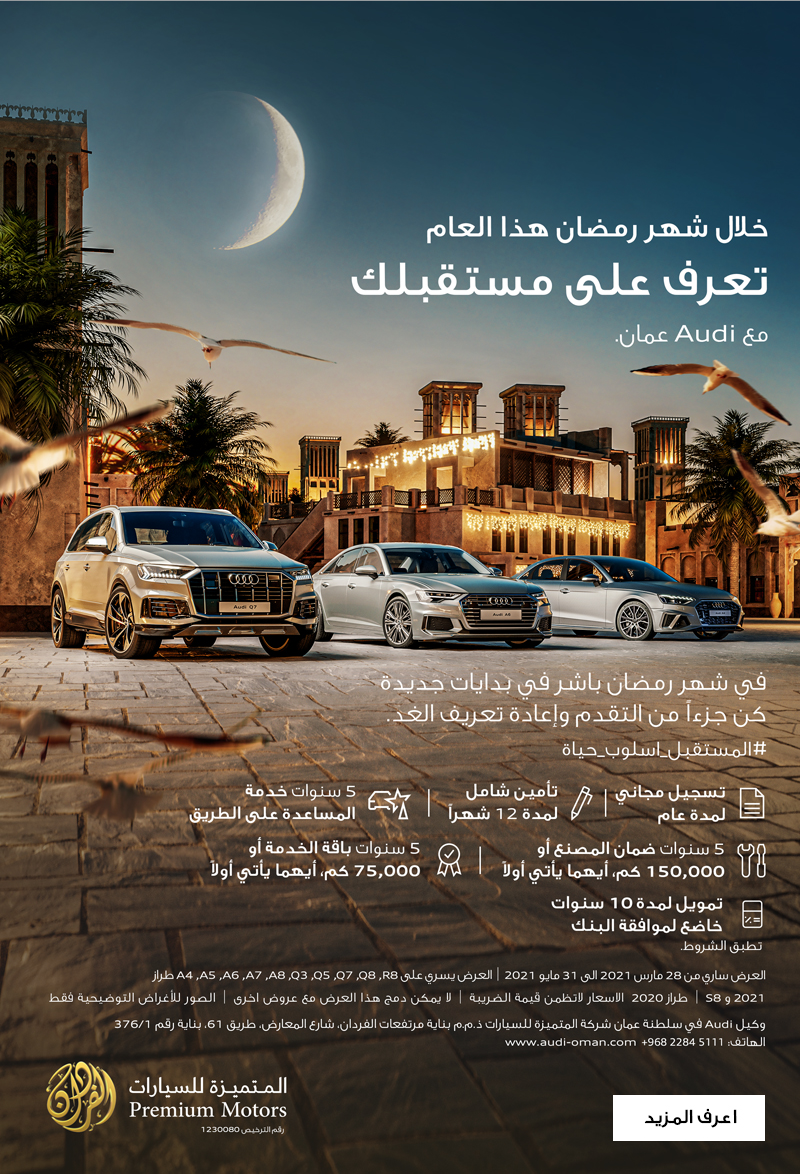 خلال شهر رمضان هذا العام
تعرف على مستقبلك
مع Audi عمان.
Audi Q7
Audi A6
في شهر رمضان باشر في بدايات جديدة
كن جزءاً من التقدم وإعادة تعريف الغد.
#المستقبل_اسلوب_حياة
تسجيل مجاني
لمدة عام
تأمين شامل
لمدة 12 شهراً
5 سنوات خدمة
المساعدة على الطريق
5 سنوات ضمان المصنع أو
150,000 كم، أيهما يأتي أولاً
5 سنوات باقة الخدمة أو
75,000 كم، أيهما يأتي أولاً
تمويل لمدة 10 سنوات
خاضع لموافقة البنك
تطبق الشروط.
العرض ساري من 28 مارس 2021 الى 31 مايو 2021 | العرض يسري على A4 ,A5 ,A6 ,A7 ,A8 ,Q3 ,Q5 ,Q7 ,Q8 ,R8 طراز
2021 و S8 | طراز 2020 الاسعار لاتظمن قيمة الضريبة | لا يمكن دمج هذا العرض مع عروض اخرى | الصور للأغراض التوضيحية فقط
وكيل Audi في سلطنة عمان شركة المتميزة للسيارات ذ.م.م بناية مرتفعات الفردان، شارع المعارض، طريق 61، بناية رقم 376/1
الهاتف: 5111 2284 968+ www.audi-oman.com
الفردان
المتميزة للسيارات
Premium Motors
رقم الترخيص 1230080
اعرف المزيد